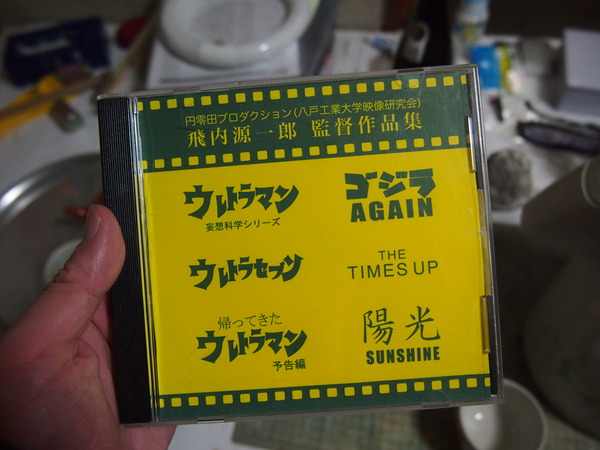 円零田プロダクション(八戸工業大学映像研究会)
飛内源一郎 監督作品集
ウルトラマン
妄想科学シリーズ
ウルトラセブン
帰ってきた
ウルトラマン
予告編
ゴジラ
AGAIN
THE
TIMES UP
陽光
SUNSHINE